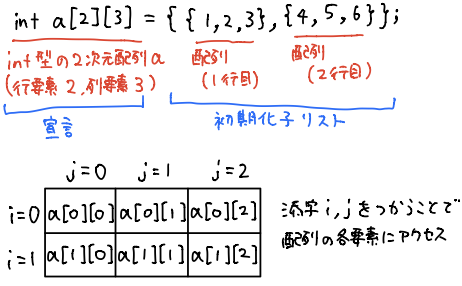 int a[2][3] = { {1,2,3}, {4,5,6}};
int型の2次元配列a
(行要素2,列要素3)
配列
(1行目)
配列
(2行目)
宣言
初期化子リスト
j=0 j=1 j=2
i=0 a[0][0] a[0][1] a[0][2]
i=1 a[1][0] a[1][1] a[1][2]
添字i,jをつかうことで
配列の各要素にアクセス